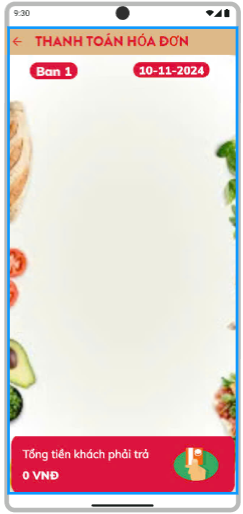 9:30
THANH TOÁN HÓA ĐƠN
Ban 1
10-11-2024
Tổng tiền khách phải trả
0 VNĐ